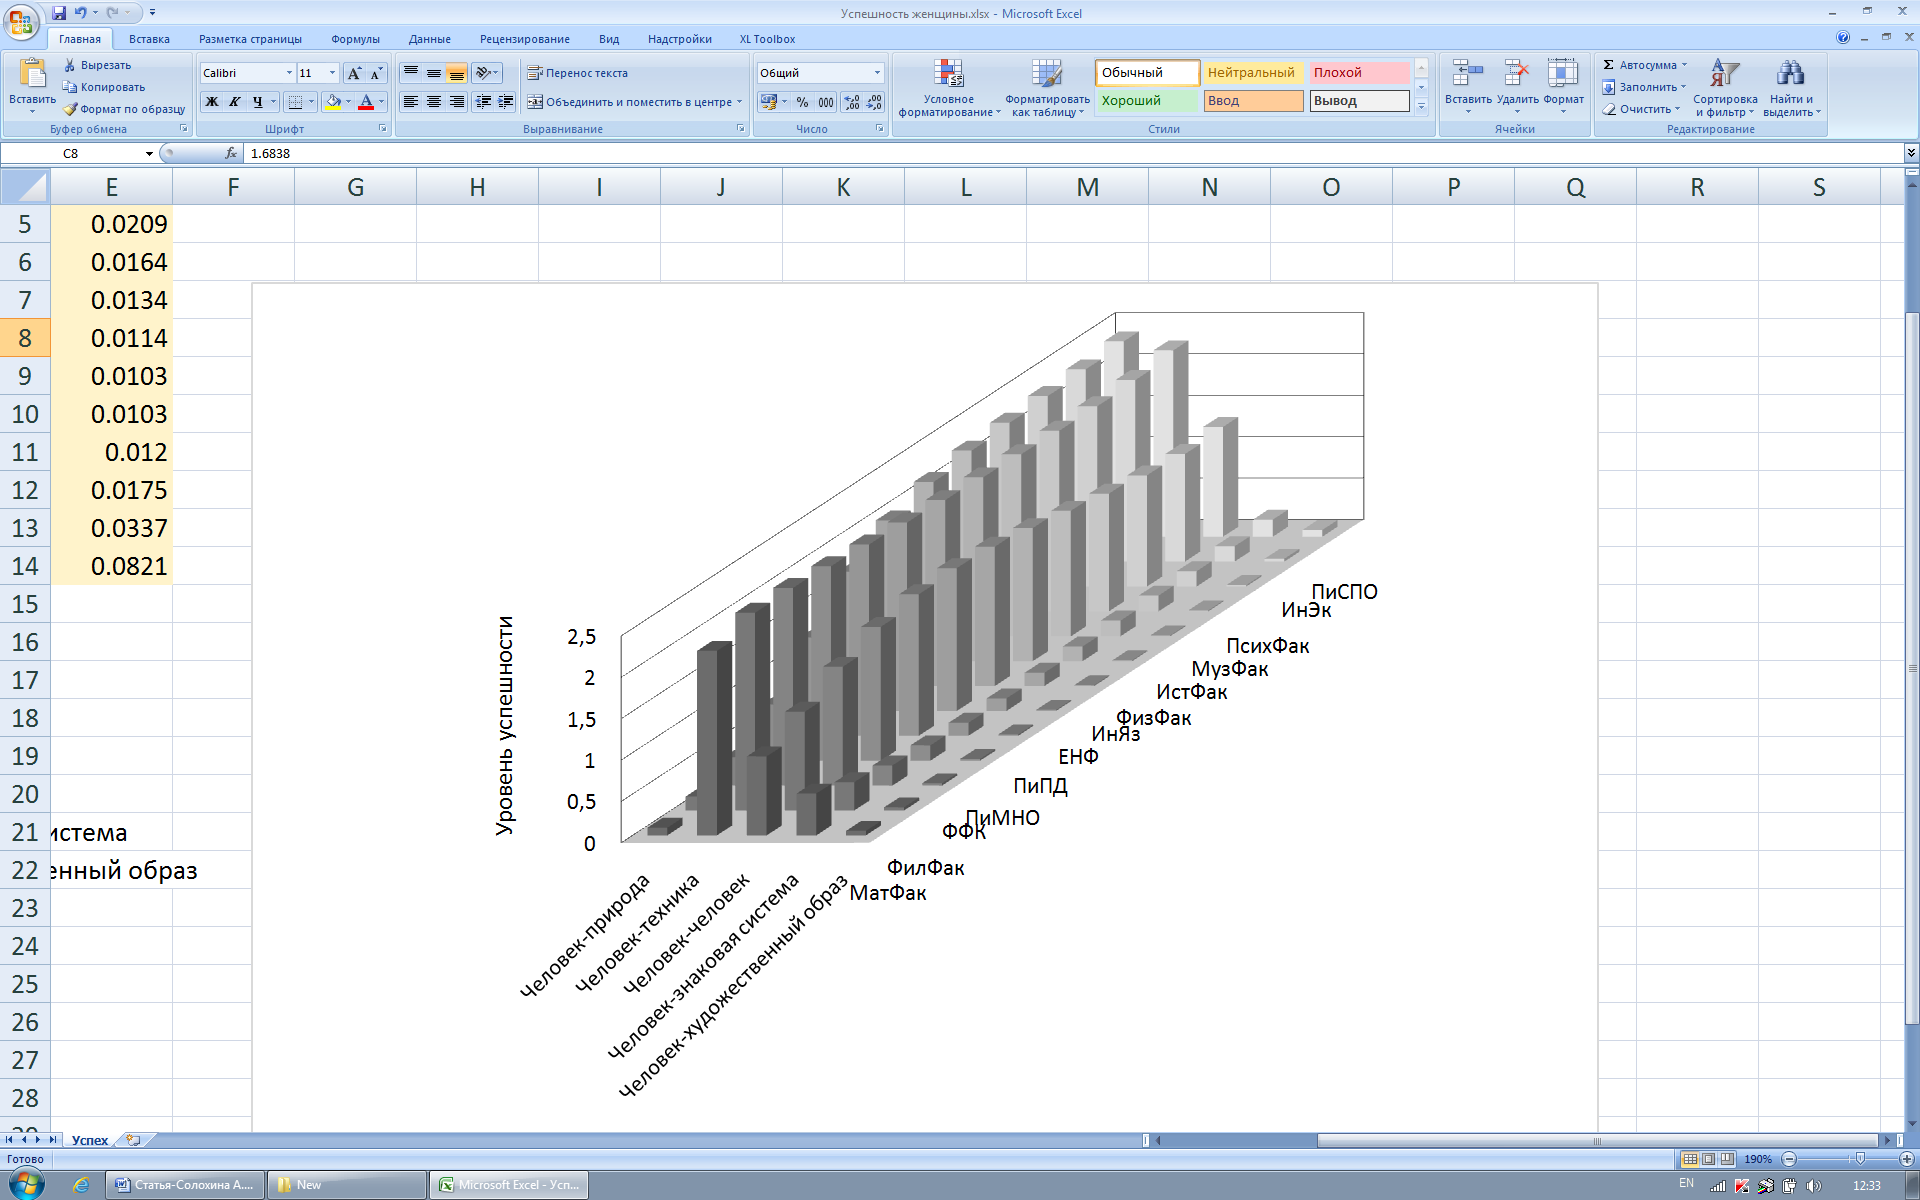 Успешность женщины.xlsx - Microsoft Excel
Главная Вставка Разметка страницы Формулы Данные Рецензирование Вид Надстройки XL Toolbox
Вставить
Вырезать
Копировать
Формат по образцу
Буфер обмена
Calibri 11
Ж К Ч
Шрифт
Перенос текста
Объединить и поместить в центре
Выравнивание
Общий
% 000
Число
Условное форматирование
Форматировать как таблицу
Обычный Нейтральный Плохой
Хороший Ввод Вывод
Стили
Вставить Удалить Формат
Ячейки
Σ Автосумма
Заполнить
Очистить
Сортировка и фильтр
Найти и выделить
Редактирование
C8 fx 1.6838
E F G H I J K L M N O P Q R S
5 0.0209
6 0.0164
7 0.0134
8 0.0114
9 0.0103
10 0.0103
11 0.012
12 0.0175
13 0.0337
14 0.0821
15
16
17
18
19
20
21 истема
22 енный образ
23
24
25
26
27
28
Уровень успешности
2,5
2
1,5
1
0,5
0
Человек-природа
Человек-техника
Человек-человек
Человек-знаковая система
Человек-художественный образ
МатФак
ФилФак
ФФК
ПиМНО
ПиПД
ЕНФ
ИнЯз
ФизФак
ИстФак
МузФак
ПсихФак
ИнЭк
ПиСПО
Успех
Готово
190%
Статья-Солохина А....
New
Microsoft Excel - Усп...
EN
12:33